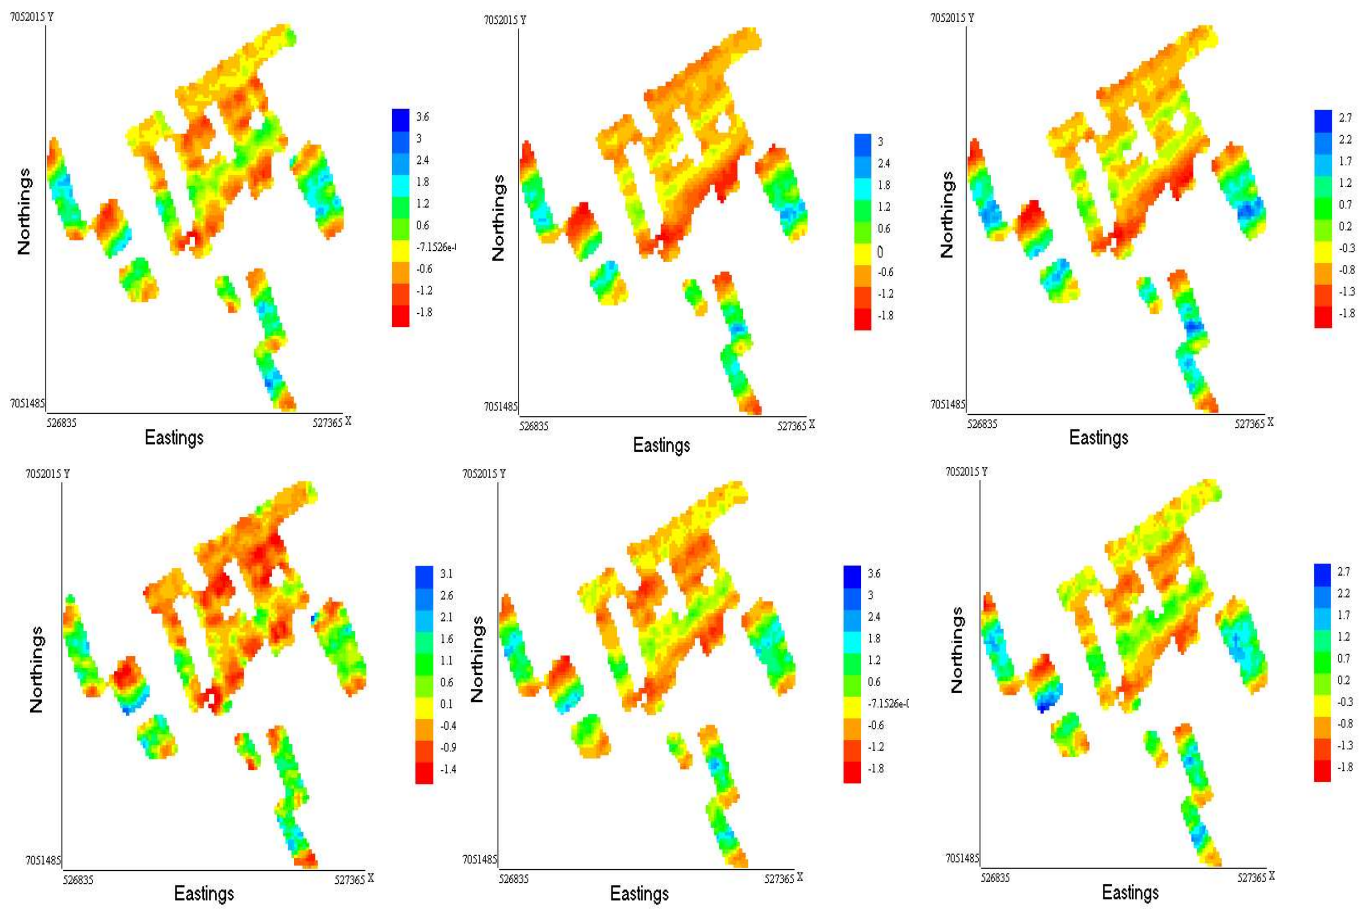 7052015 Y
3.6
3
2.4
1.8
1.2
0.6
-7.1526e-(
-0.6
-1.2
-1.8
Northings
7051485
526835
527365 X
Eastings
7052015 Y
3
2.4
1.8
1.2
0.6
0
-0.6
-1.2
-1.8
Northings
7051485
526835
527365 X
Eastings
7052015 Y
2.7
2.2
1.7
1.2
0.7
0.2
-0.3
-0.8
-1.3
-1.8
Northings
7051485
526835
527365 X
Eastings
7052015 Y
3.1
2.6
2.1
1.6
1.1
0.6
0.1
-0.4
-0.9
-1.4
Northings
7051485
526835
527365 X
Eastings
7052015 Y
3.6
3
2.4
1.8
1.2
0.6
-7.1526e-(
-0.6
-1.2
-1.8
Northings
7051485
526835
527365 X
Eastings
7052015 Y
2.7
2.2
1.7
1.2
0.7
0.2
-0.3
-0.8
-1.3
-1.8
Northings
7051485
526835
527365 X
Eastings